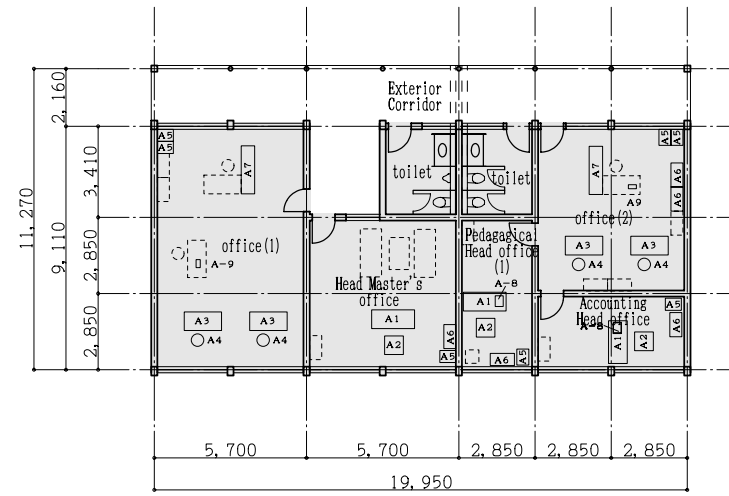 2,160
Exterior
Corridor
A5
A5
A7
toilet
toilet
A7
A5
A5
A6
A6
A9
3,410
11,270
9,110
office(1)
office(2)
Pedagagical
Head office
(1)
A-9
A3
A4
A3
A4
2,850
Head Master's
office
A-8
A1
A2
A3
A4
A3
A4
A1
A2
A6
A5
A6
A5
Accounting
Head office
A-8
A1
A2
A5
A6
2,850
5,700
5,700
2,850
2,850
2,850
19,950